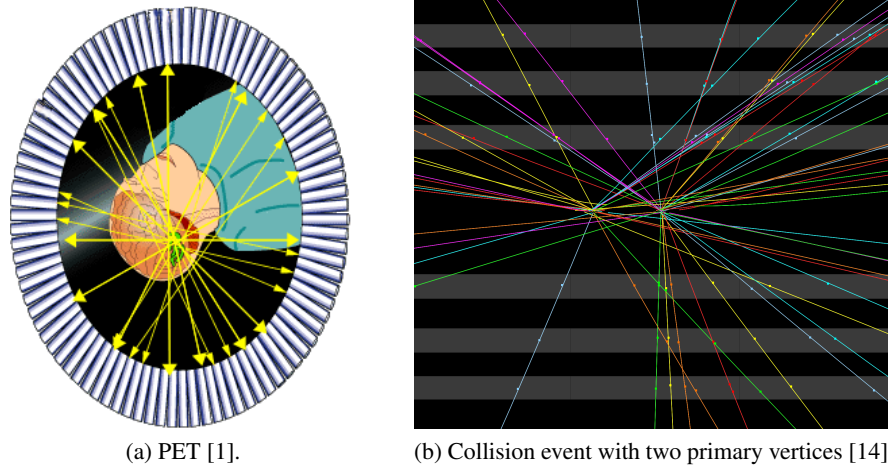 (a) PET [1].
(b) Collision event with two primary vertices [14]